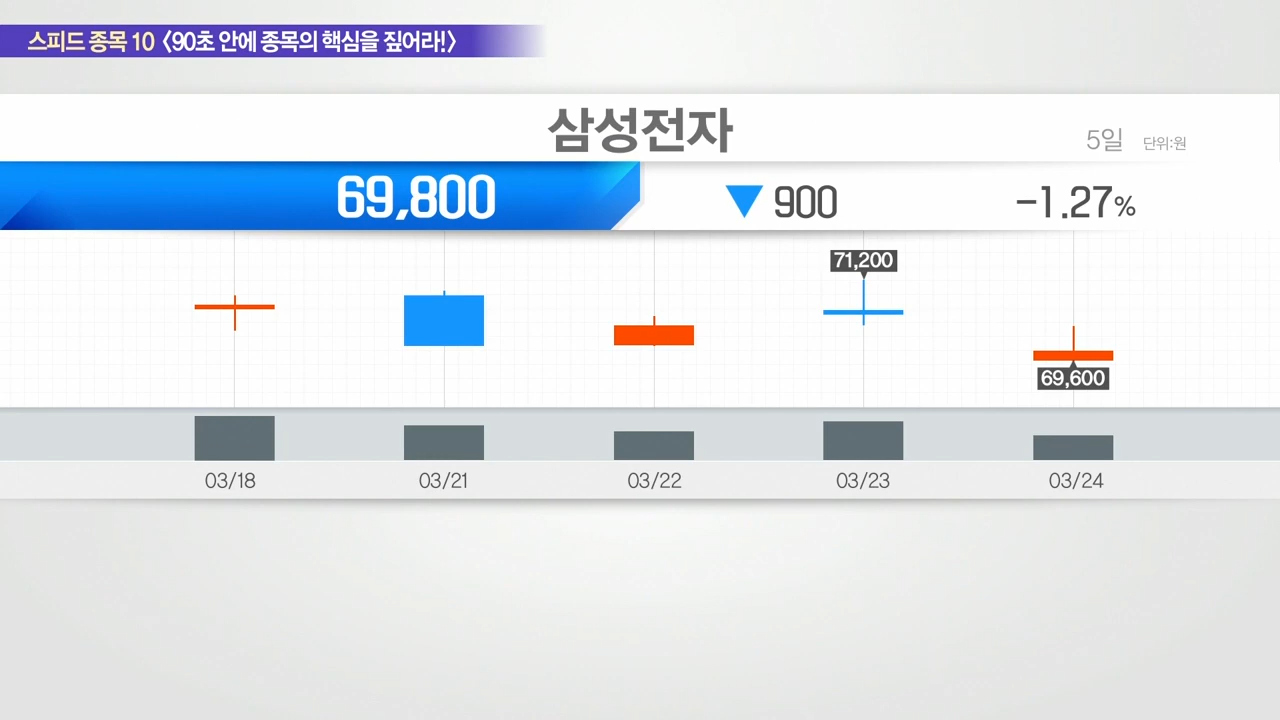 스피드 종목 10 〈90초 안에 종목의 핵심을 짚어라!〉
삼성전자
5일 단위:원
69,800 ▼ 900 -1.27%
71,200
69,600
03/18 03/21 03/22 03/23 03/24